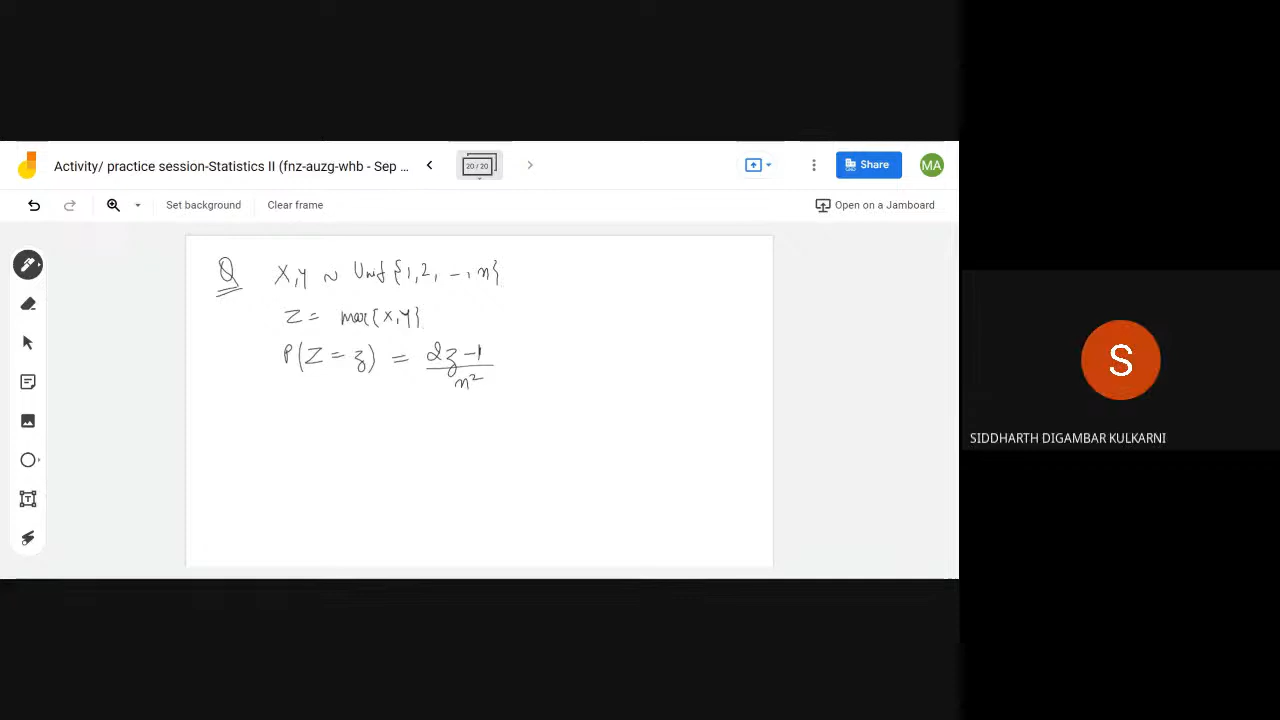 Activity/ practice session-Statistics II (fnz-auzg-whb - Sep ...
20 / 20
Share
MA
Set background
Clear frame
Open on a Jamboard
Q X, Y ~ Unif {1, 2, - , n}
Z = max{X, Y}
P(Z = z) = 2z - 1 / n²
S
SIDDHARTH DIGAMBAR KULKARNI